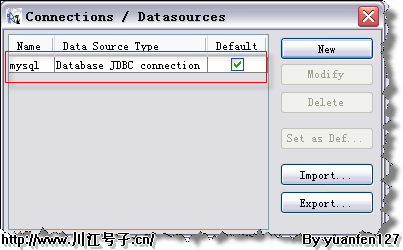 Connections / Datasources
Name Data Source Type Default
New
mysql Database JDBC connection
Modify
Delete
Set as Def...
Import...
Export...
http://www.川江号子.cn/ By yuanfen127